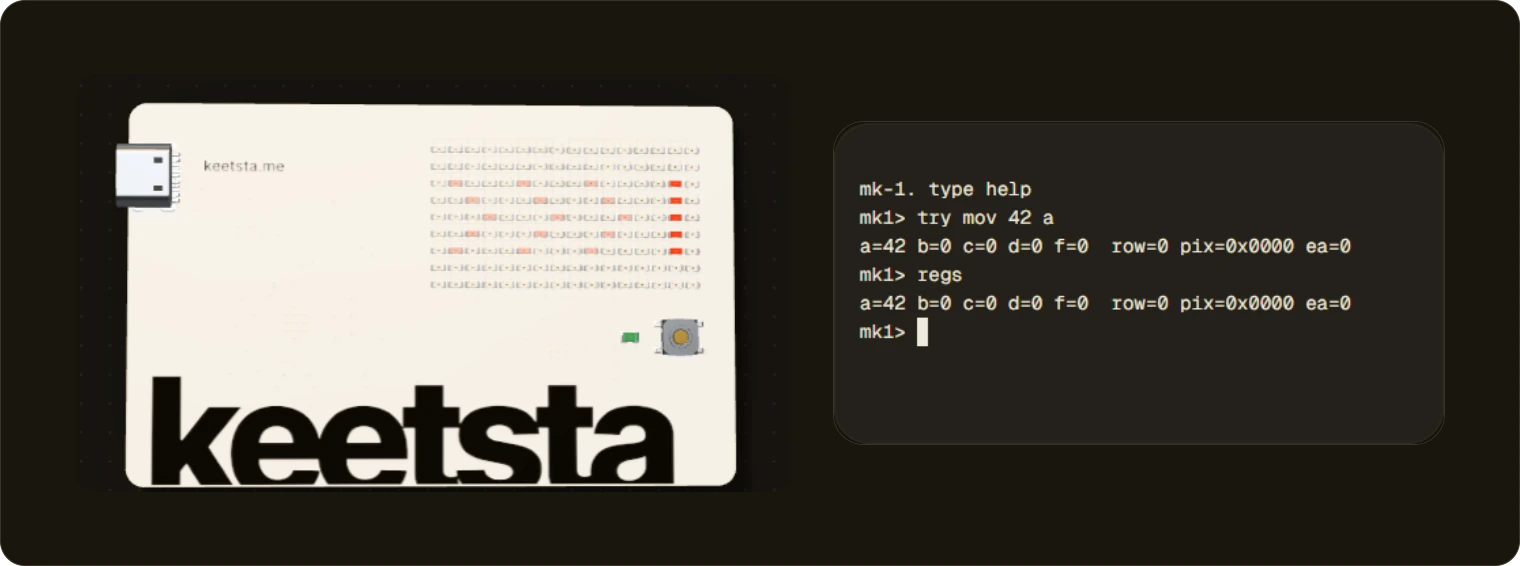 keetsta.me
keetsta
mk-1. type help
mk1> try mov 42 a
a=42 b=0 c=0 d=0 f=0  row=0 pix=0x0000 ea=0
mk1> regs
a=42 b=0 c=0 d=0 f=0  row=0 pix=0x0000 ea=0
mk1>